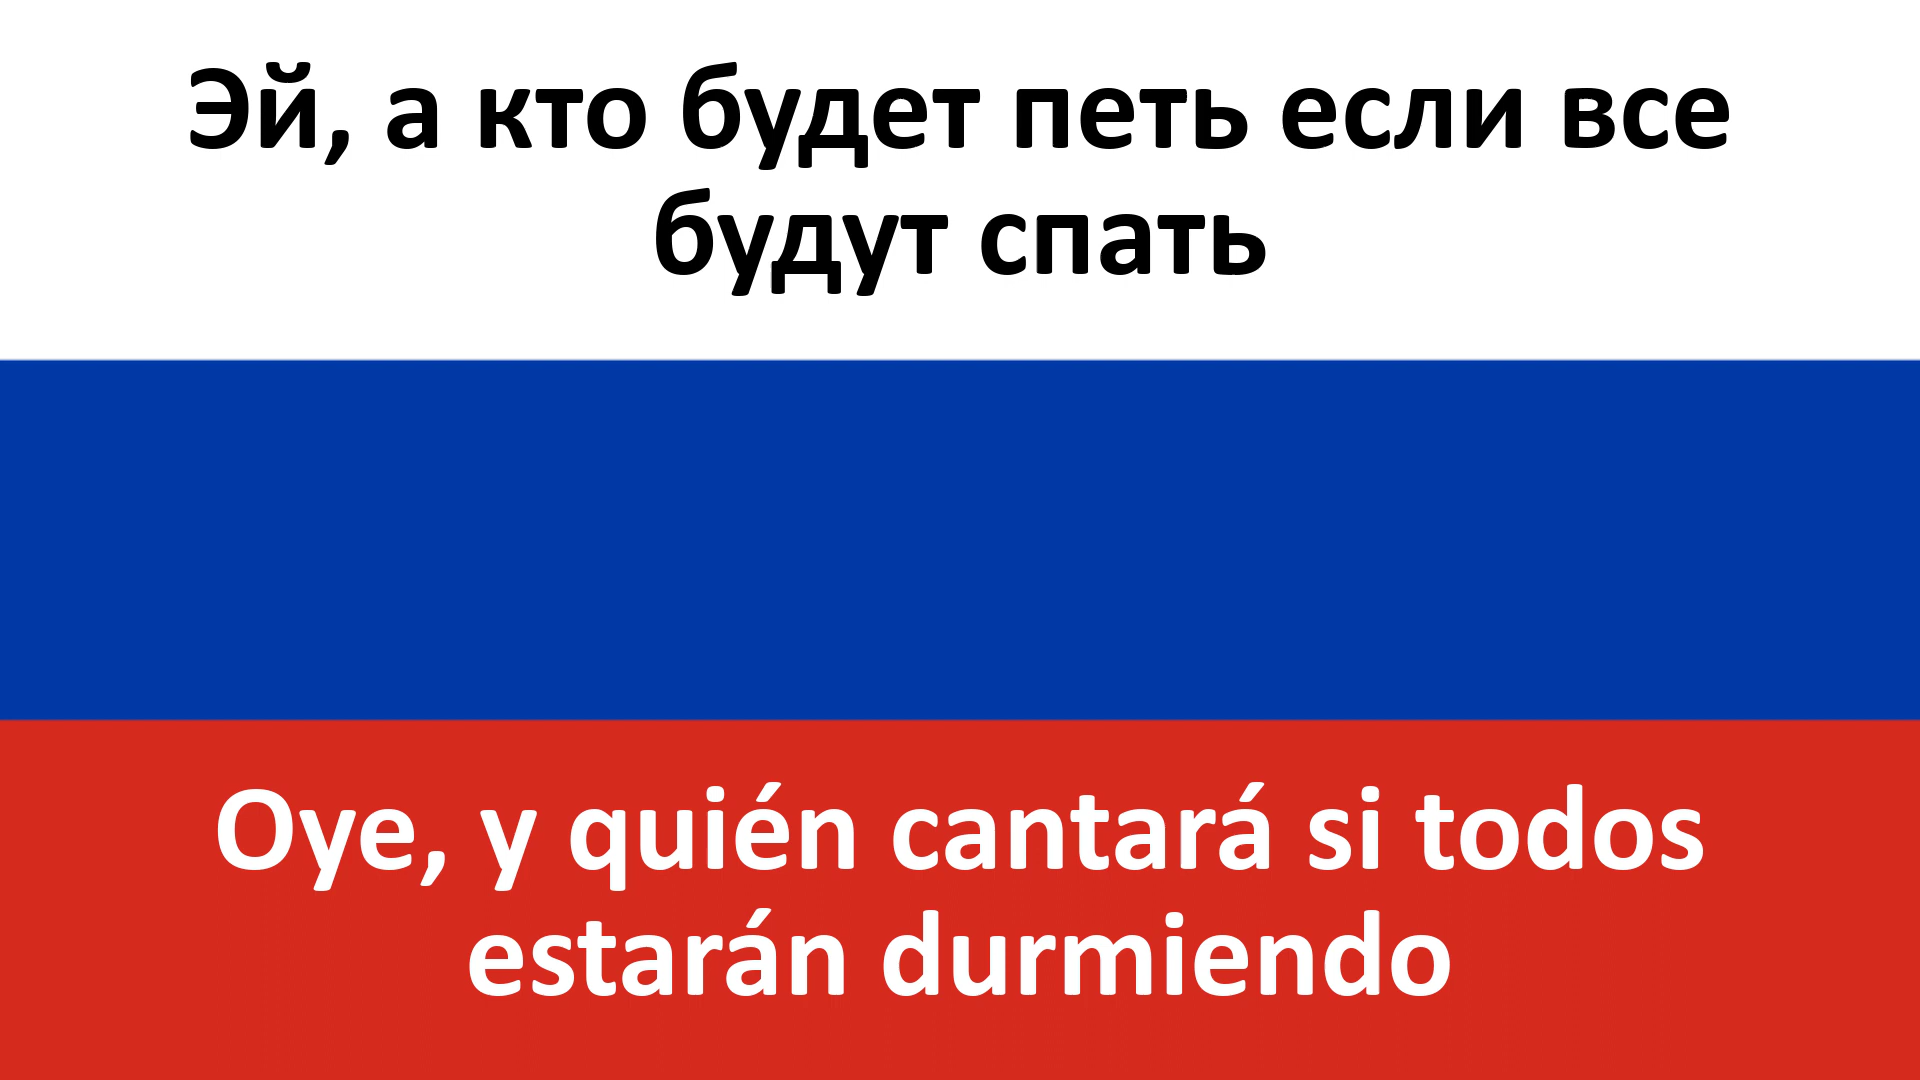 Эй, а кто будет петь если все
будут спать
Oye, y quién cantará si todos
estarán durmiendo